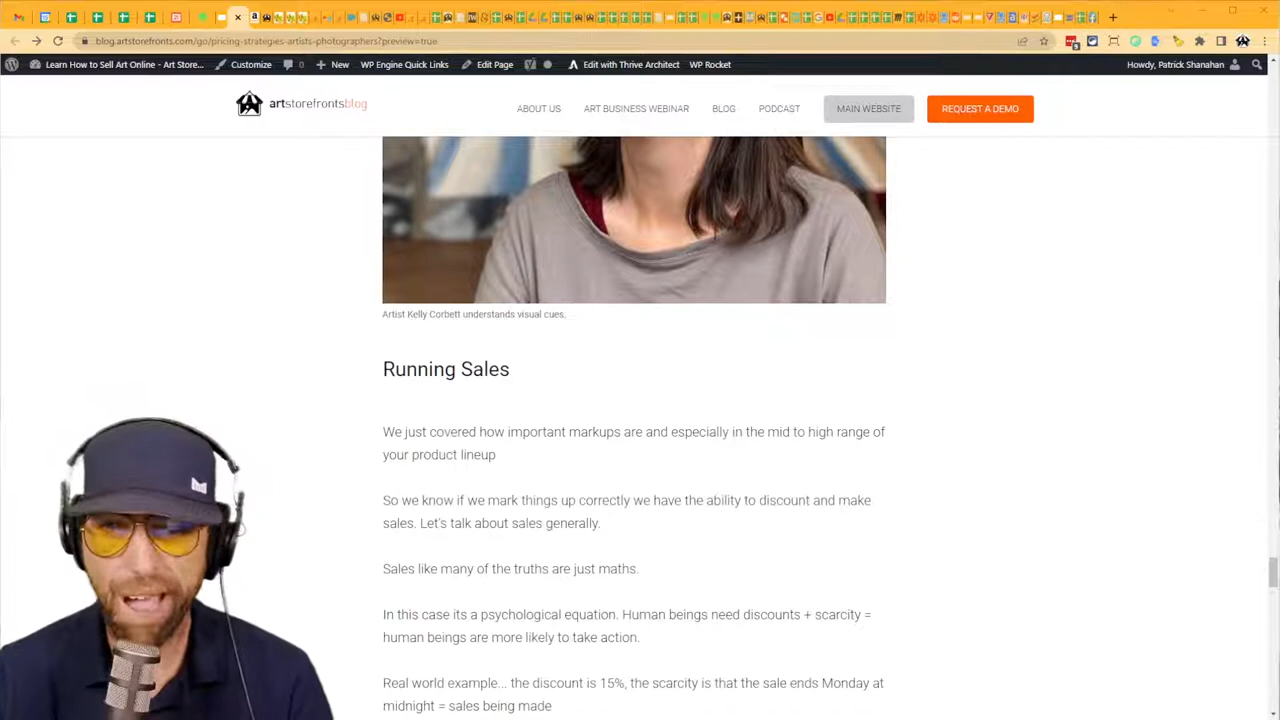 blog.artstorefronts.com/go/pricing-strategies-artists-photographers?preview=true
Learn How to Sell Art Online - Art Store... Customize 0 New WP Engine Quick Links Edit Page Edit with Thrive Architect WP Rocket Howdy, Patrick Shanahan
artstorefrontsblog ABOUT US ART BUSINESS WEBINAR BLOG PODCAST MAIN WEBSITE REQUEST A DEMO
Artist Kelly Corbett understands visual cues.
Running Sales
We just covered how important markups are and especially in the mid to high range of
your product lineup
So we know if we mark things up correctly we have the ability to discount and make
sales. Let's talk about sales generally.
Sales like many of the truths are just maths.
In this case its a psychological equation. Human beings need discounts + scarcity =
human beings are more likely to take action.
Real world example... the discount is 15%, the scarcity is that the sale ends Monday at
midnight = sales being made